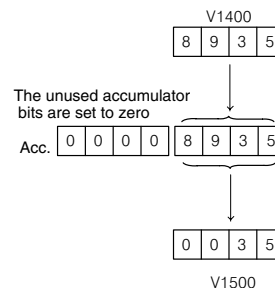 V1400
8 9 3 5
The unused accumulator
bits are set to zero
Acc. 0 0 0 0 8 9 3 5
0 0 3 5
V1500